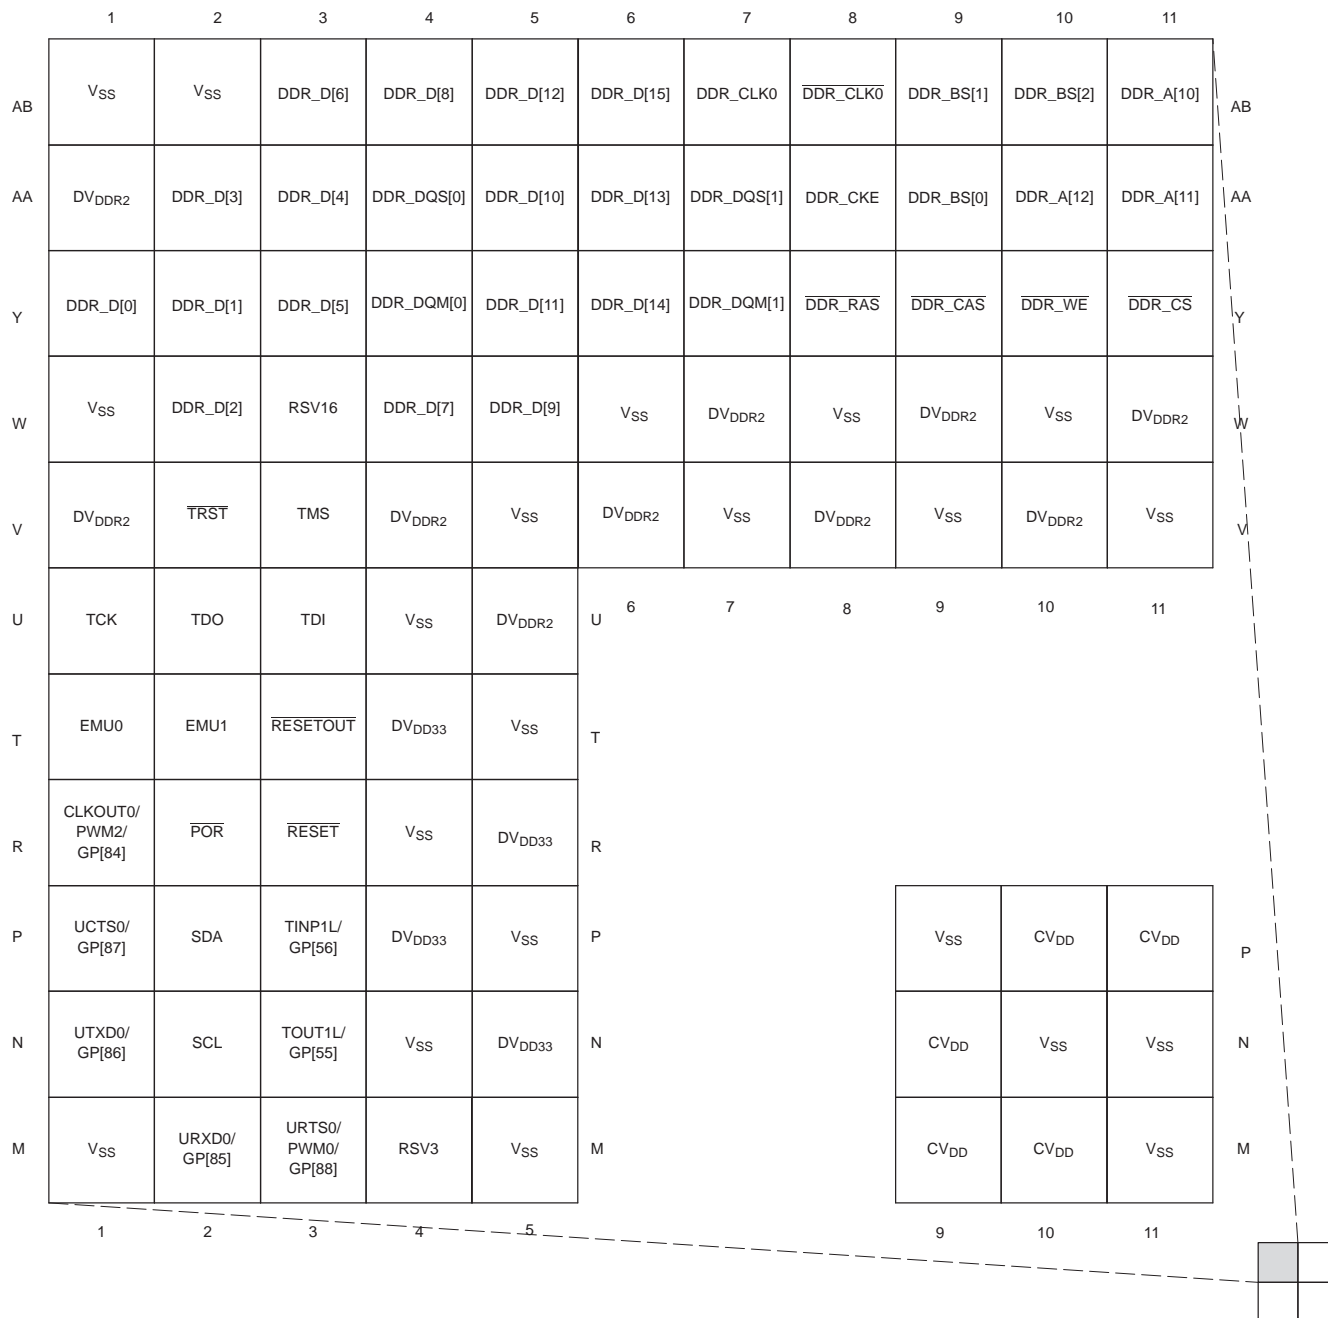 1 2 3 4 5 6 7 8 9 10 11
AB VSS VSS DDR_D[6] DDR_D[8] DDR_D[12] DDR_D[15] DDR_CLK0 DDR_CLK0 DDR_BS[1] DDR_BS[2] DDR_A[10] AB
AA DVDDR2 DDR_D[3] DDR_D[4] DDR_DQS[0] DDR_D[10] DDR_D[13] DDR_DQS[1] DDR_CKE DDR_BS[0] DDR_A[12] DDR_A[11] AA
Y DDR_D[0] DDR_D[1] DDR_D[5] DDR_DQM[0] DDR_D[11] DDR_D[14] DDR_DQM[1] DDR_RAS DDR_CAS DDR_WE DDR_CS Y
W VSS DDR_D[2] RSV16 DDR_D[7] DDR_D[9] VSS DVDDR2 VSS DVDDR2 VSS DVDDR2 W
V DVDDR2 TRST TMS DVDDR2 VSS DVDDR2 VSS DVDDR2 VSS DVDDR2 VSS V
U TCK TDO TDI VSS DVDDR2 U 6 7 8 9 10 11
T EMU0 EMU1 RESETOUT DVDD33 VSS T
R CLKOUT0/
PWM2/
GP[84] POR RESET VSS DVDD33 R
P UCTS0/
GP[87] SDA TINP1L/
GP[56] DVDD33 VSS P VSS CVDD CVDD P
N UTXD0/
GP[86] SCL TOUT1L/
GP[55] VSS DVDD33 N CVDD VSS VSS N
M VSS URXD0/
GP[85] URTS0/
PWM0/
GP[88] RSV3 VSS M CVDD CVDD VSS M
1 2 3 4 5 9 10 11